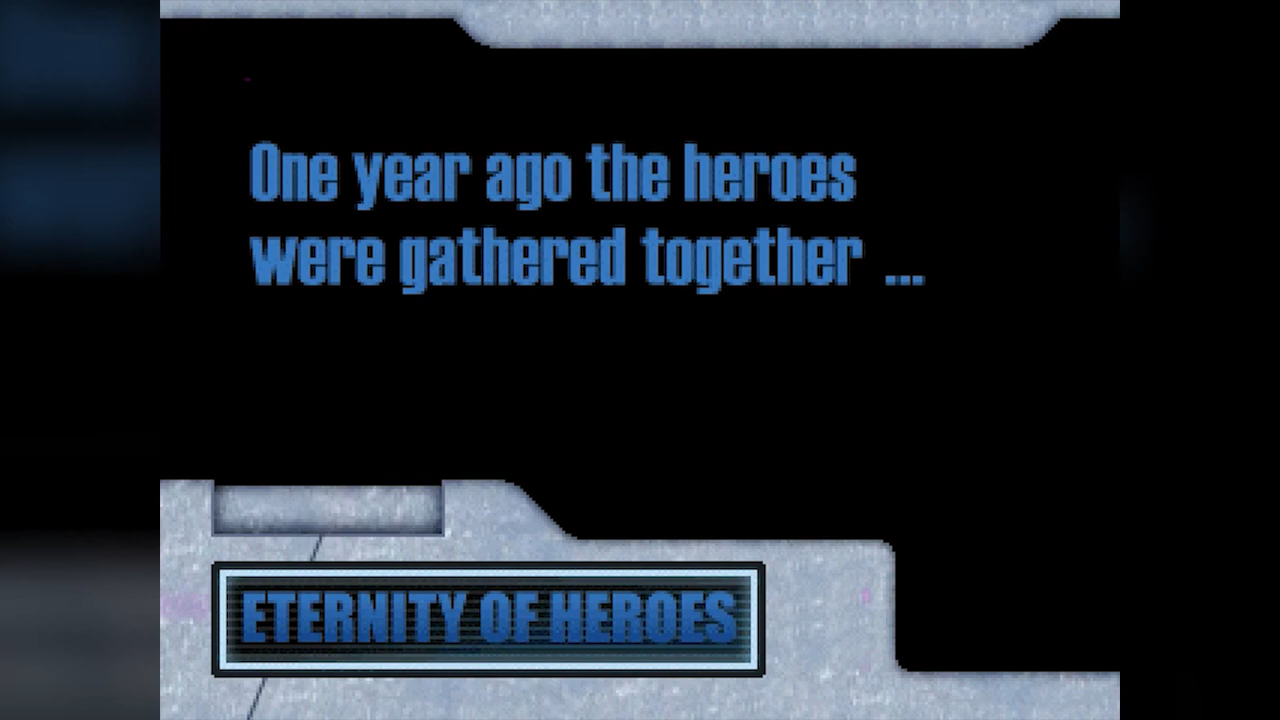 One year ago the heroes
were gathered together ...
ETERNITY OF HEROES